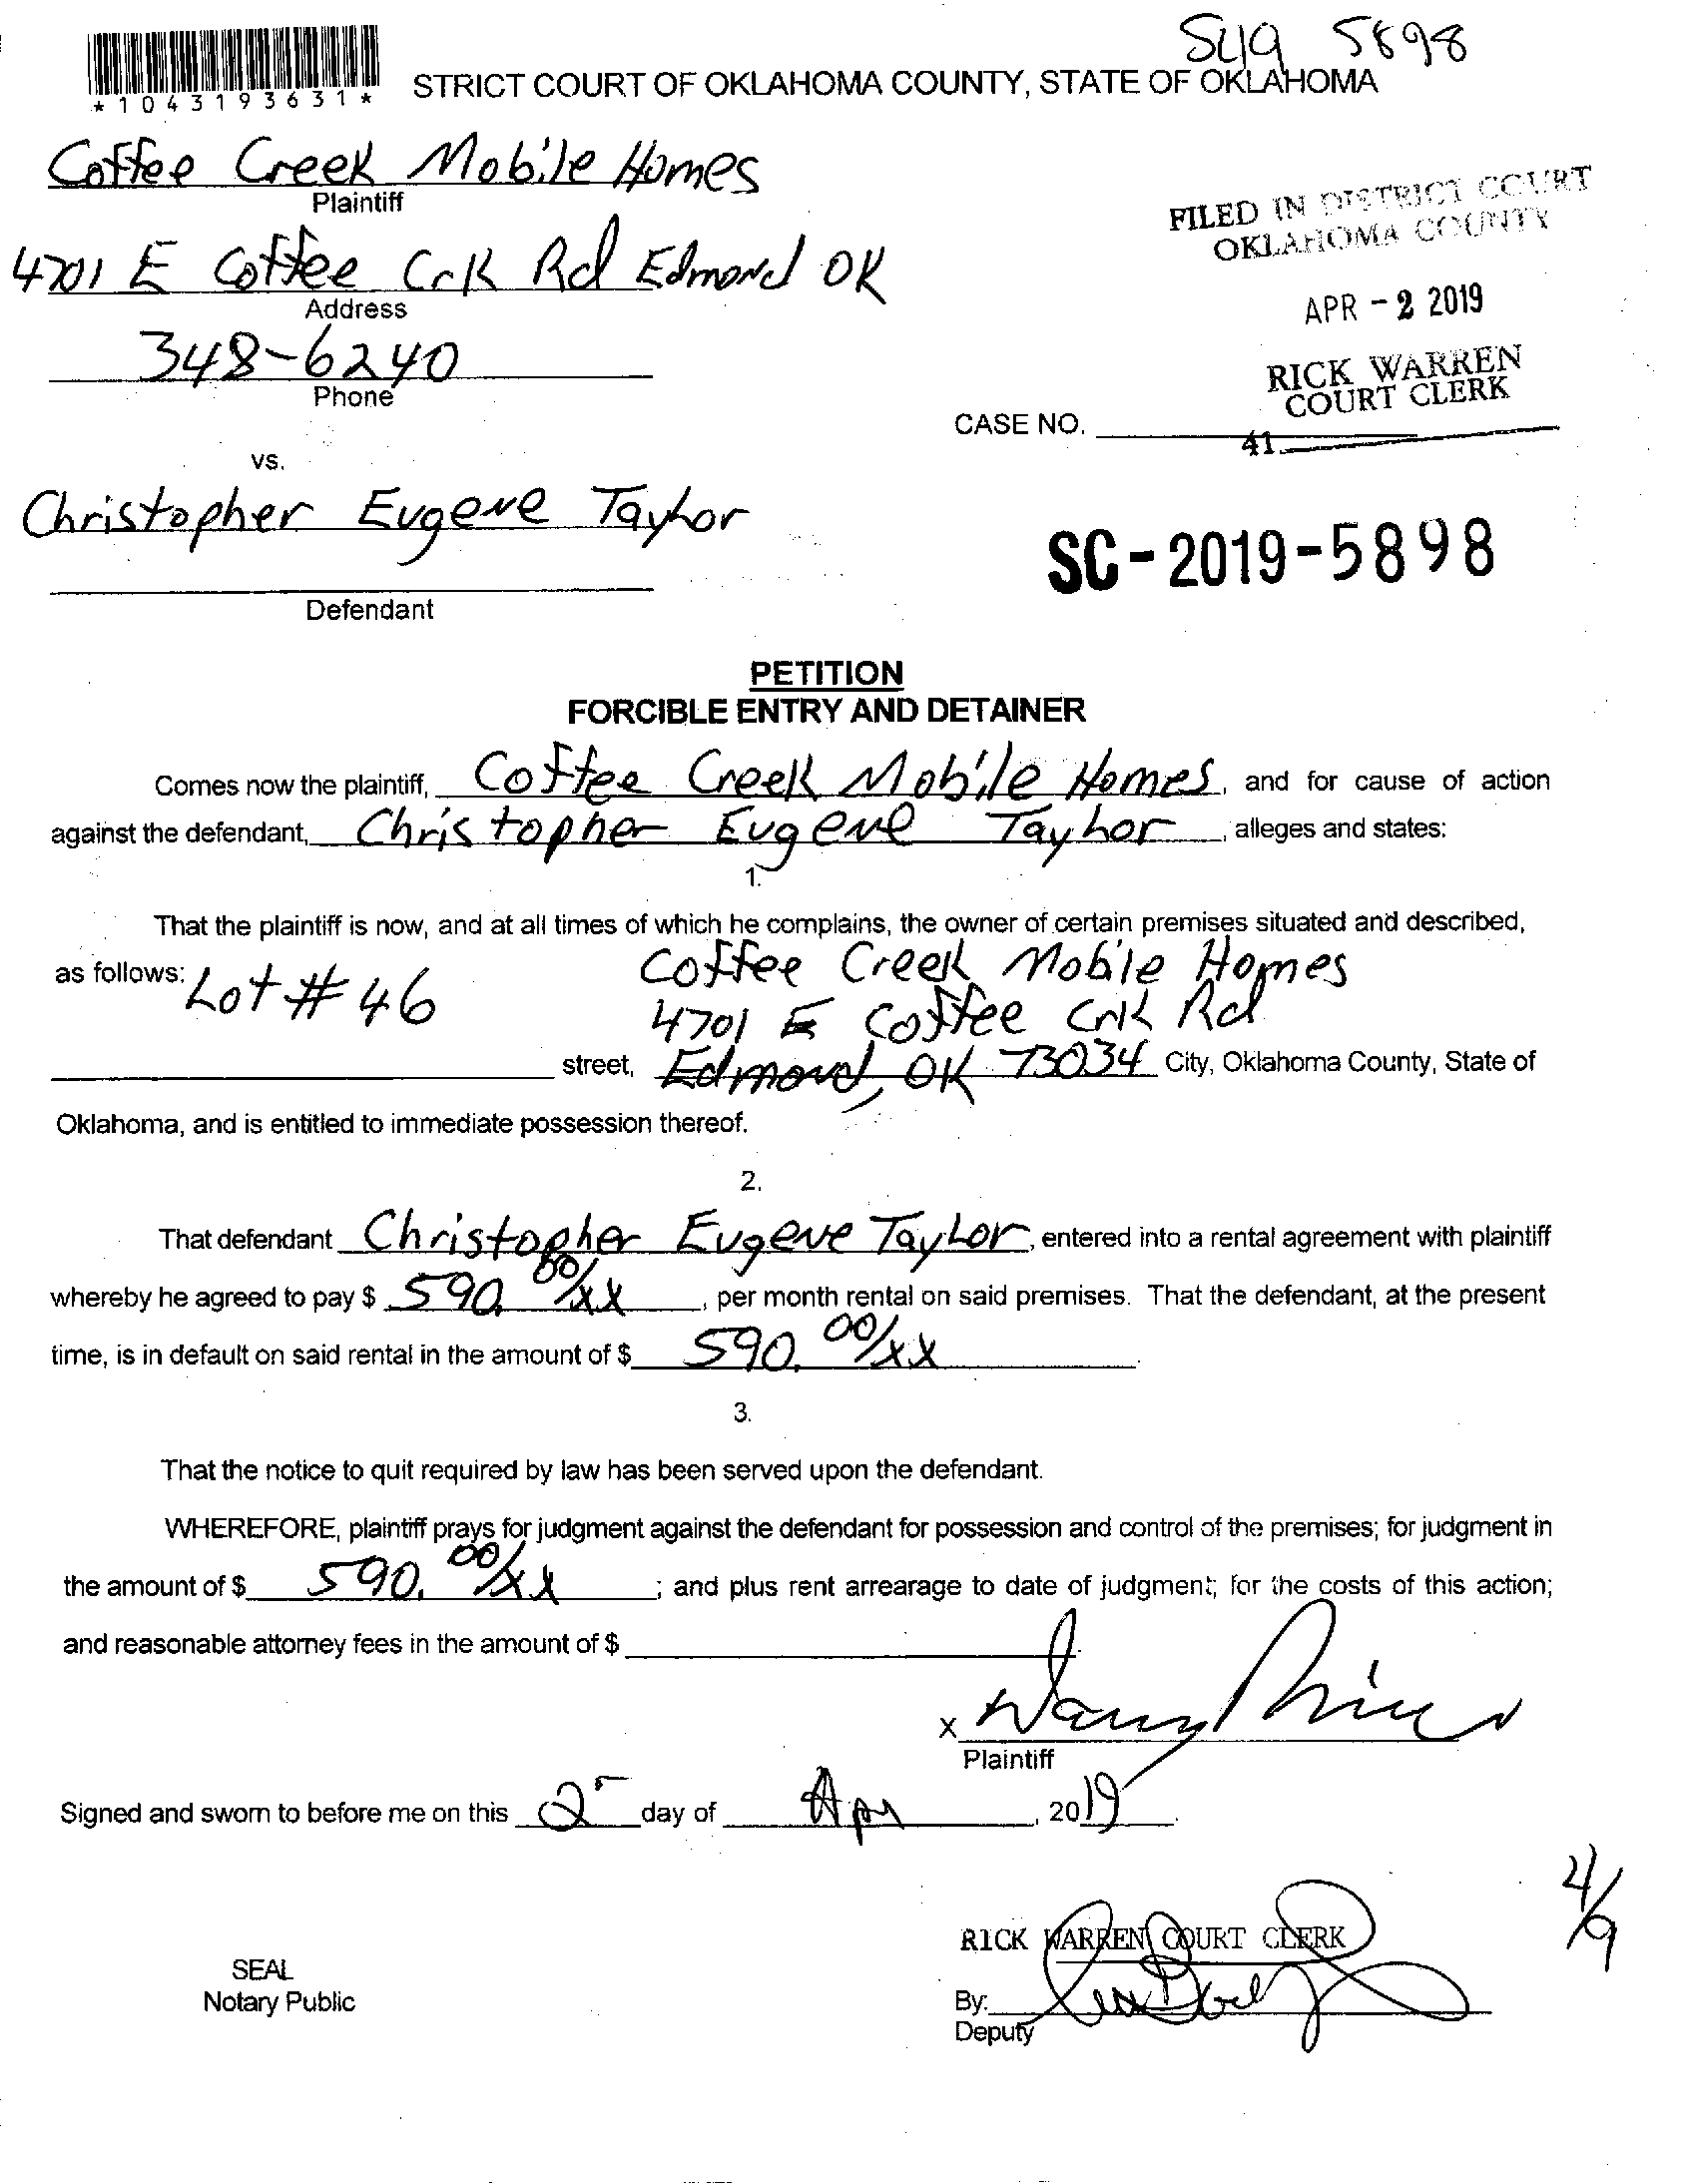 5898
*1043193631*
STRICT COURT OF OKLAHOMA COUNTY, STATE OF OKLAHOMA
Coffee Creek Mobile Homes
Plaintiff
4701 E Coffee Crk Rd Edmond OK
Address
348-6240
Phone
FILED IN DISTRICT COURT
OKLAHOMA COUNTY
APR - 2 2019
RICK WARREN
COURT CLERK
CASE NO.
41
vs.
Christopher Eugene Taylor
Defendant
SC-2019-5898
PETITION
FORCIBLE ENTRY AND DETAINER
Comes now the plaintiff, Coffee Creek Mobile Homes, and for cause of action
against the defendant, Christopher Eugene Taylor, alleges and states:
1.
That the plaintiff is now, and at all times of which he complains, the owner of certain premises situated and described,
as follows: Lot # 46 Coffee Creek Mobile Homes
4701 E Coffee Crk Rd
street, Edmond, OK 73034 City, Oklahoma County, State of
Oklahoma, and is entitled to immediate possession thereof.
2.
That defendant Christopher Eugene Taylor, entered into a rental agreement with plaintiff
whereby he agreed to pay $ 590. 00/xx, per month rental on said premises. That the defendant, at the present
time, is in default on said rental in the amount of $ 590. 00/xx.
3.
That the notice to quit required by law has been served upon the defendant.
WHEREFORE, plaintiff prays for judgment against the defendant for possession and control of the premises; for judgment in
the amount of $ 590. 00/xx; and plus rent arrearage to date of judgment; for the costs of this action;
and reasonable attorney fees in the amount of $
x
Plaintiff
Signed and sworn to before me on this 2 day of Apr, 2019.
4/9
RICK WARREN COURT CLERK
SEAL
Notary Public
By:
Deputy